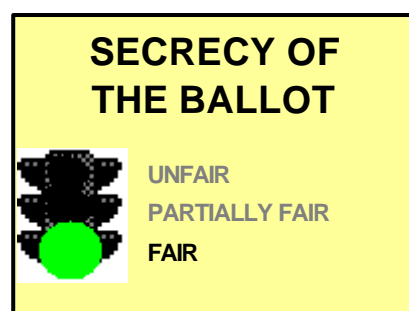 SECRECY OF
THE BALLOT
UNFAIR
PARTIALLY FAIR
FAIR